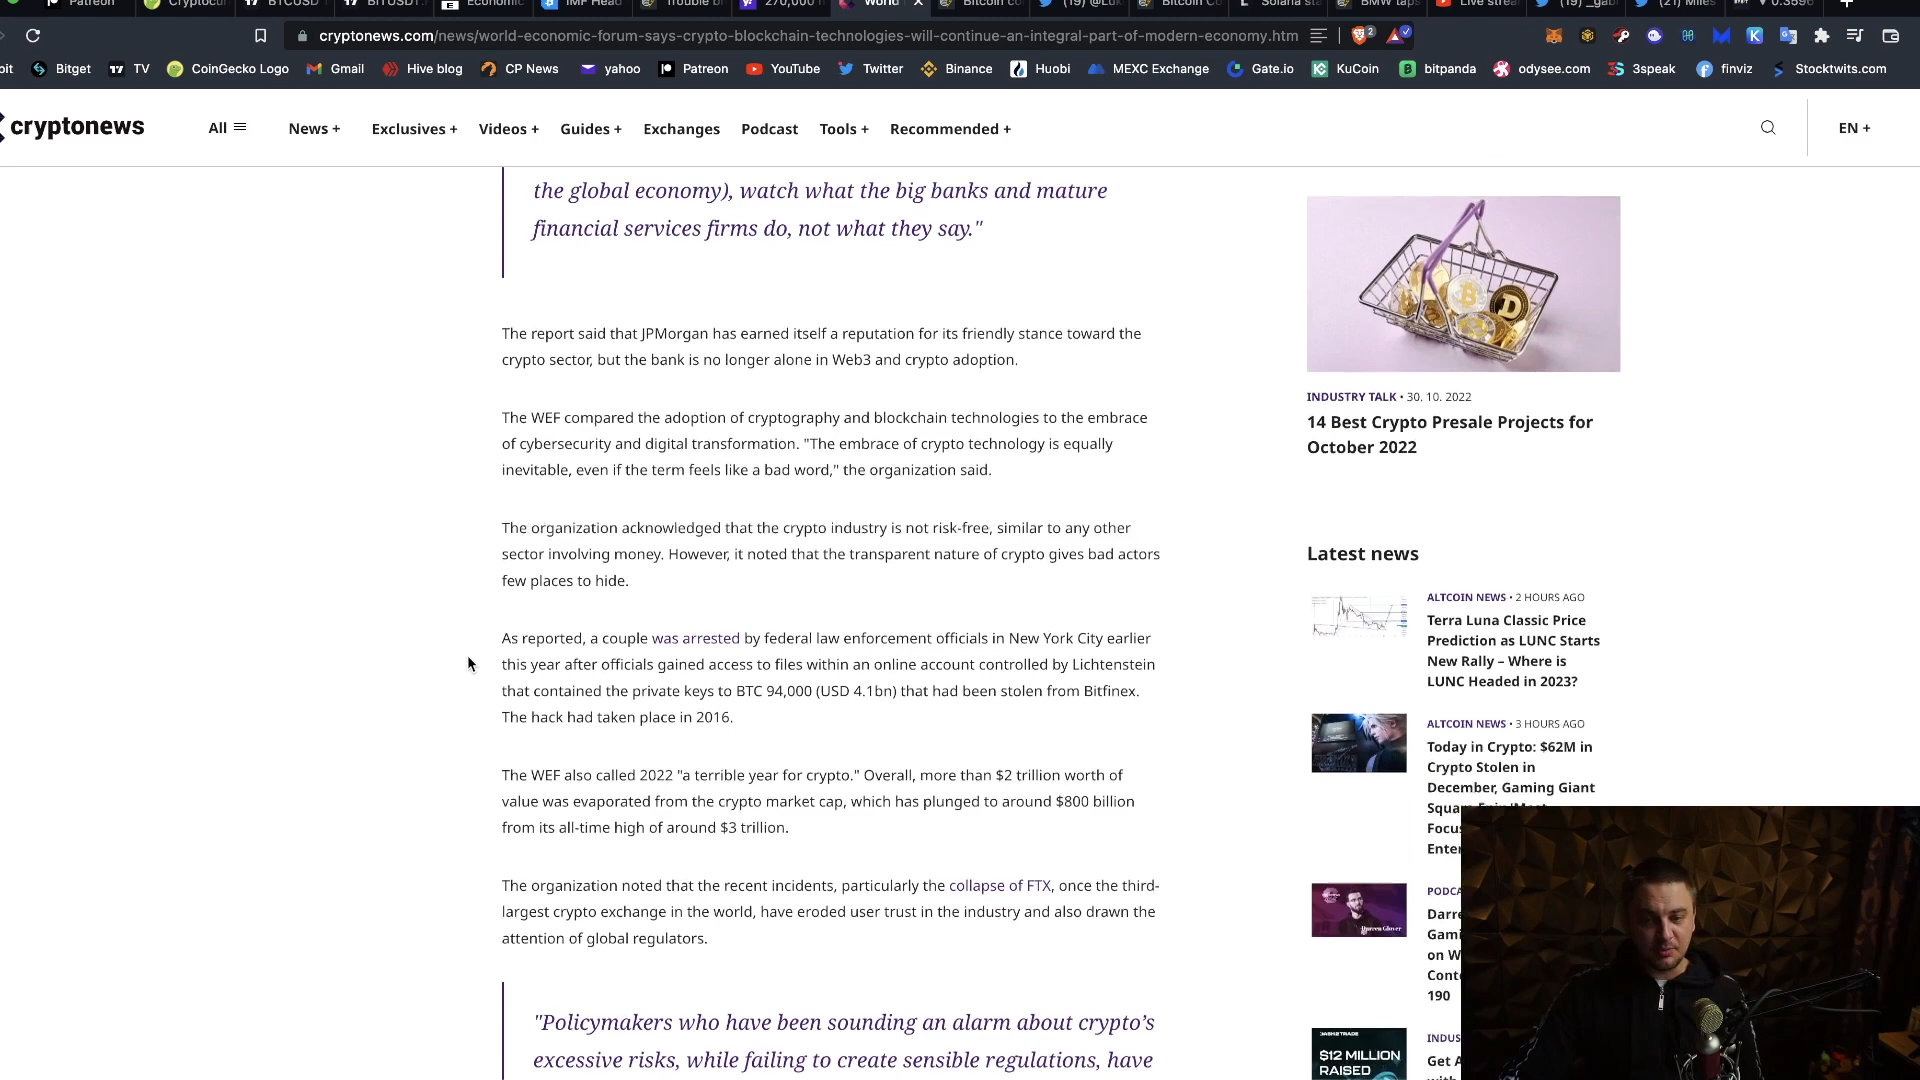 Patreon
Cryptocur
BTCUSD
BITUSDT.
Economic
IMF Head
Trouble b
270,000
World
Bitcoin co
(19) @Luk
Bitcoin Co
Solana sta
BMW taps
Live strea
(19) _gabr
(21) Miles
cryptonews.com/news/world-economic-forum-says-crypto-blockchain-technologies-will-continue-an-integral-part-of-modern-economy.htm
2
bit
Bitget
TV
CoinGecko Logo
Gmail
Hive blog
CP News
yahoo
Patreon
YouTube
Twitter
Binance
Huobi
MEXC Exchange
Gate.io
KuCoin
bitpanda
odysee.com
3speak
finviz
Stocktwits.com
cryptonews
All
News +
Exclusives +
Videos +
Guides +
Exchanges
Podcast
Tools +
Recommended +
EN +
the global economy), watch what the big banks and mature
financial services firms do, not what they say."
The report said that JPMorgan has earned itself a reputation for its friendly stance toward the
crypto sector, but the bank is no longer alone in Web3 and crypto adoption.
The WEF compared the adoption of cryptography and blockchain technologies to the embrace
of cybersecurity and digital transformation. "The embrace of crypto technology is equally
inevitable, even if the term feels like a bad word," the organization said.
The organization acknowledged that the crypto industry is not risk-free, similar to any other
sector involving money. However, it noted that the transparent nature of crypto gives bad actors
few places to hide.
As reported, a couple was arrested by federal law enforcement officials in New York City earlier
this year after officials gained access to files within an online account controlled by Lichtenstein
that contained the private keys to BTC 94,000 (USD 4.1bn) that had been stolen from Bitfinex.
The hack had taken place in 2016.
The WEF also called 2022 "a terrible year for crypto." Overall, more than $2 trillion worth of
value was evaporated from the crypto market cap, which has plunged to around $800 billion
from its all-time high of around $3 trillion.
The organization noted that the recent incidents, particularly the collapse of FTX, once the third-
largest crypto exchange in the world, have eroded user trust in the industry and also drawn the
attention of global regulators.
"Policymakers who have been sounding an alarm about crypto's
excessive risks, while failing to create sensible regulations, have
INDUSTRY TALK • 30. 10. 2022
14 Best Crypto Presale Projects for
October 2022
Latest news
ALTCOIN NEWS • 2 HOURS AGO
Terra Luna Classic Price
Prediction as LUNC Starts
New Rally – Where is
LUNC Headed in 2023?
ALTCOIN NEWS • 3 HOURS AGO
Today in Crypto: $62M in
Crypto Stolen in
December, Gaming Giant
Squar
Focus
Enter
Darren Glover
PODCA
Darre
Gami
on W
Conte
190
DASH2TRADE
$12 MILLION
RAISED
INDUS
Get A